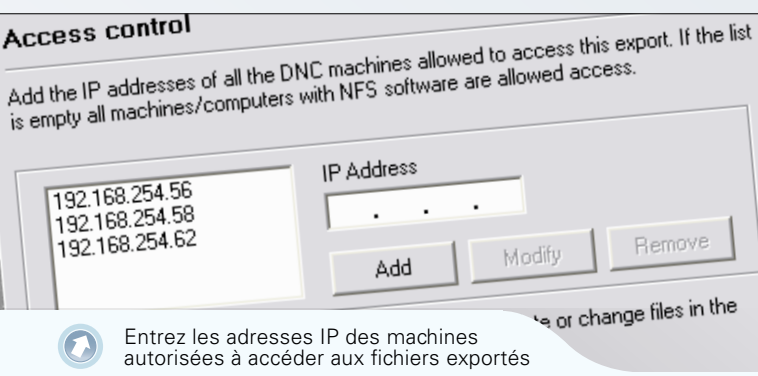 Access control
Add the IP addresses of all the DNC machines allowed to access this export. If the list
is empty all machines/computers with NFS software are allowed access.
IP Address
192.168.254.56
192.168.254.58
192.168.254.62
. . .
Add
Modify
Remove
or change files in the
Entrez les adresses IP des machines
autorisées à accéder aux fichiers exportés